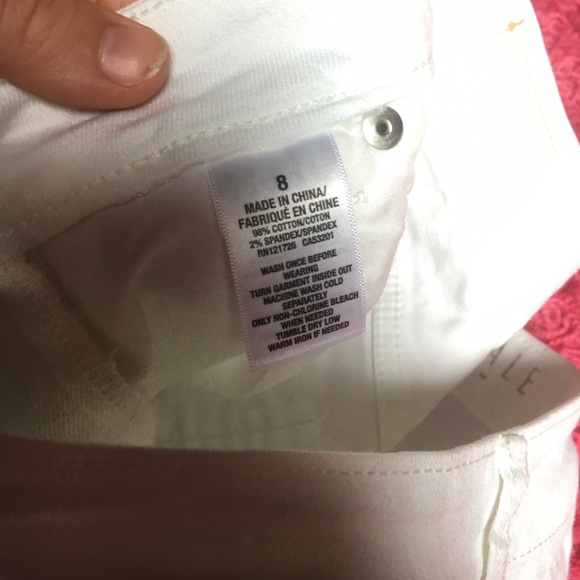 8
MADE IN CHINA/
FABRIQUÉ EN CHINE
98% COTTON/COTON
2% SPANDEX/SPANDEX
RN121726 CA53201
WASH ONCE BEFORE
WEARING
TURN GARMENT INSIDE OUT
MACHINE WASH COLD
SEPARATELY
ONLY NON-CHLORINE BLEACH
WHEN NEEDED
TUMBLE DRY LOW
WARM IRON IF NEEDED